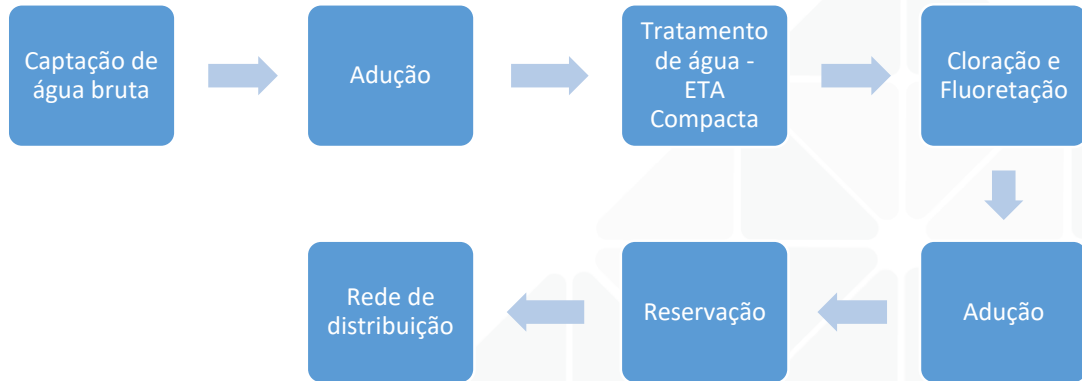 Captação de
água bruta
Adução
Tratamento
de água -
ETA
Compacta
Cloração e
Fluoretação
Adução
Reservação
Rede de
distribuição